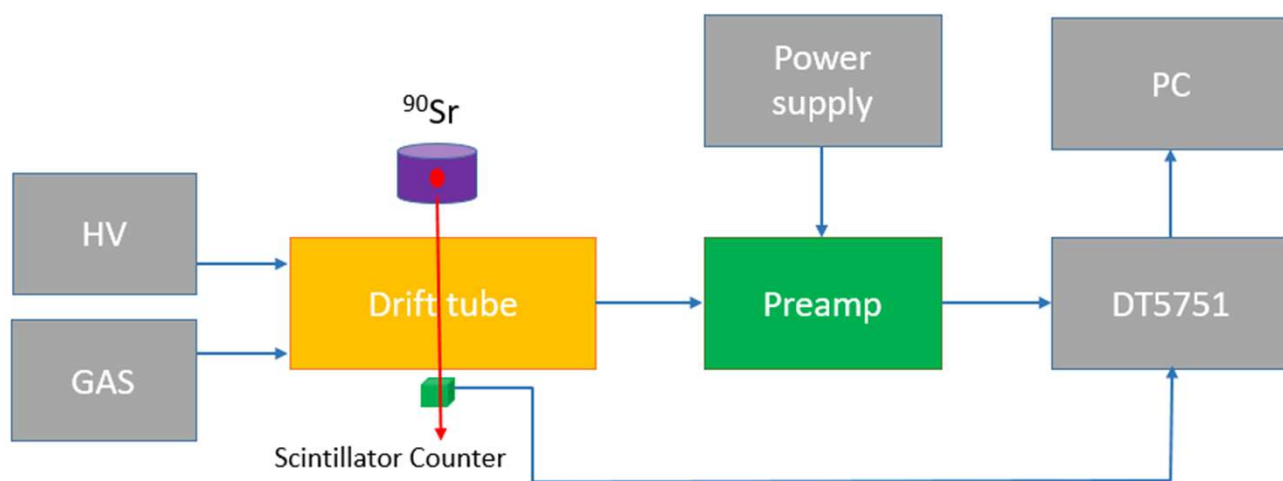 Power
supply
PC
⁹⁰Sr
HV
Drift tube
Preamp
DT5751
GAS
Scintillator Counter